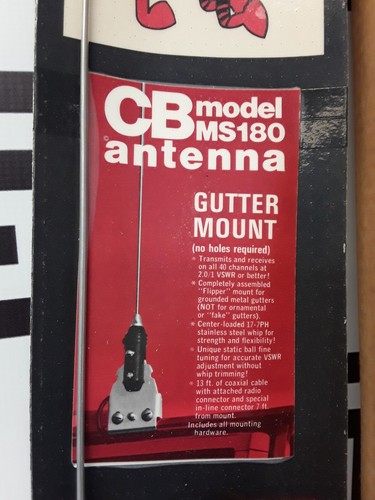 CB model
MS180
antenna
GUTTER
MOUNT
(no holes required)
Transmits and receives
on all 40 channels at
2.0/1 VSWR or better!
Completely assembled
"Flipper" mount for
grounded metal gutters
(NOT for ornamental
or "fake" gutters).
Center-loaded 17-7PH
stainless steel whip for
strength and flexibility!
Unique static ball fine
tuning for accurate VSWR
adjustment without
whip trimming!
13 ft. of coaxial cable
with attached radio
connector and special
in-line connector 7 ft.
from mount.
Includes all mounting
hardware.